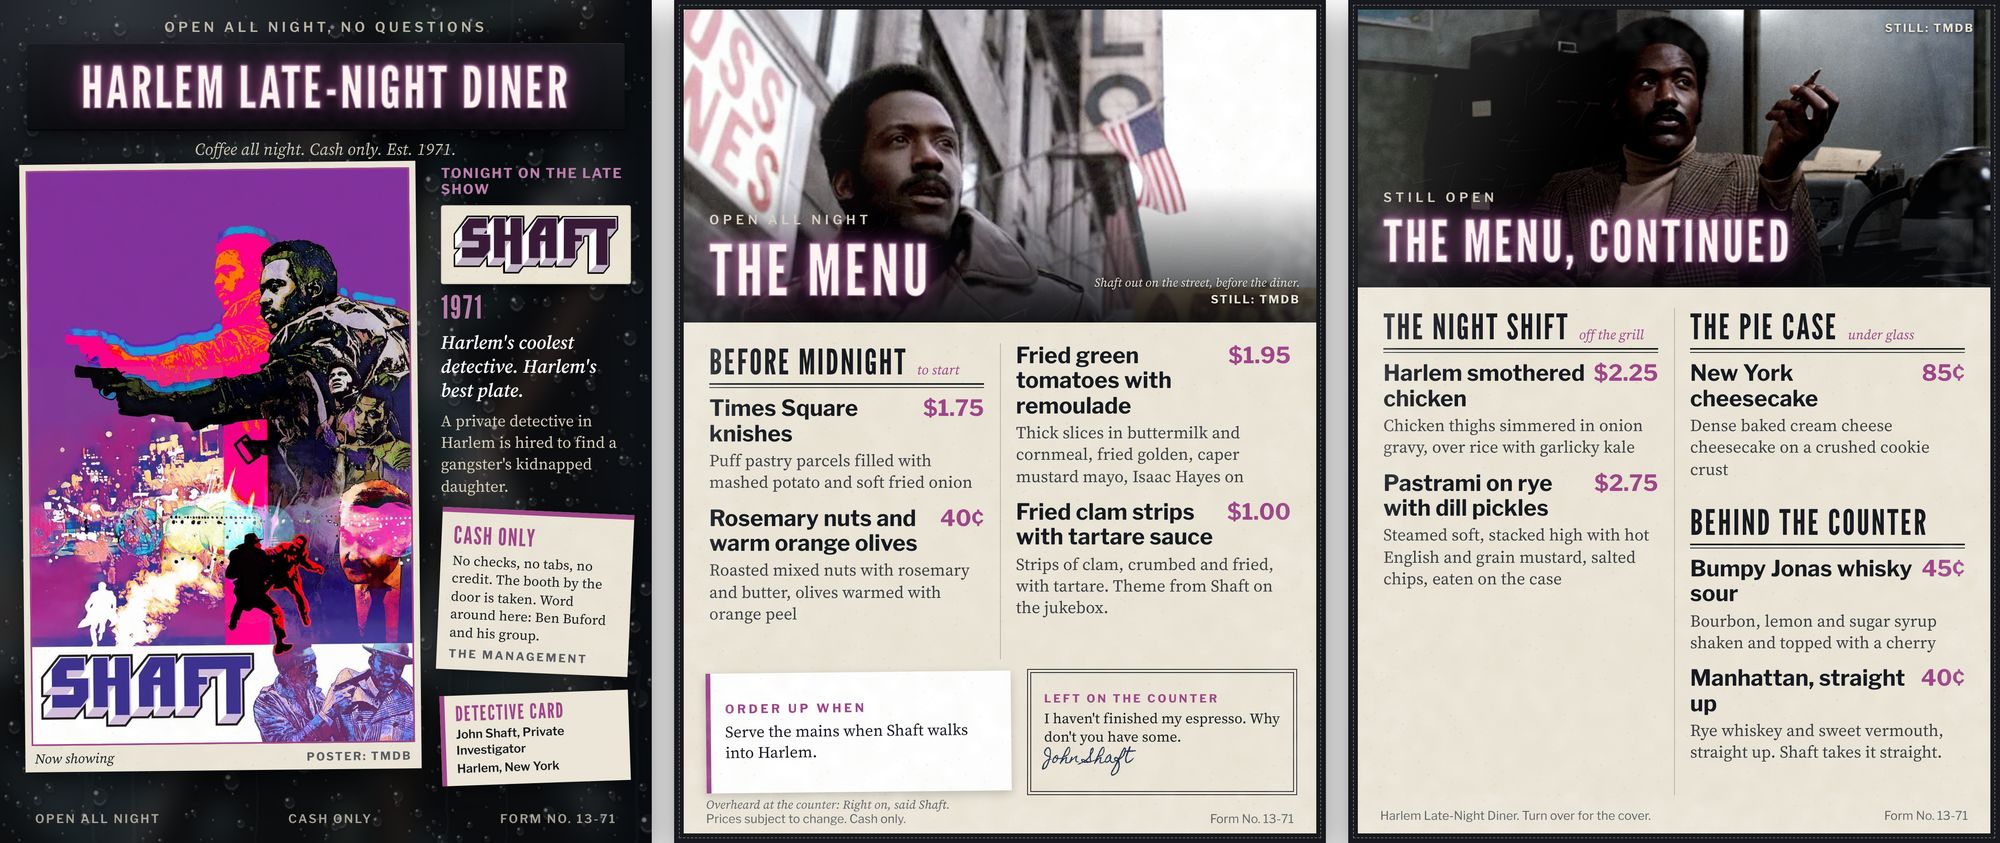 OPEN ALL NIGHT, NO QUESTIONS
HARLEM LATE-NIGHT DINER
Coffee all night. Cash only. Est. 1971.
TONIGHT ON THE LATE
SHOW
SHAFT
1971
Harlem's coolest
detective. Harlem's
best plate.
A private detective in
Harlem is hired to find a
gangster's kidnapped
daughter.
CASH ONLY
No checks, no tabs, no
credit. The booth by the
door is taken. Word
around here: Ben Buford
and his group.
THE MANAGEMENT
DETECTIVE CARD
John Shaft, Private
Investigator
Harlem, New York
SHAFT
Now showing
POSTER: TMDB
OPEN ALL NIGHT
CASH ONLY
FORM NO. 13-71
OPEN ALL NIGHT
THE MENU
Shaft out on the street, before the diner.
STILL: TMDB
BEFORE MIDNIGHT to start
Times Square $1.75
knishes
Puff pastry parcels filled with
mashed potato and soft fried onion
Rosemary nuts and 40¢
warm orange olives
Roasted mixed nuts with rosemary
and butter, olives warmed with
orange peel
Fried green $1.95
tomatoes with
remoulade
Thick slices in buttermilk and
cornmeal, fried golden, caper
mustard mayo, Isaac Hayes on
Fried clam strips $1.00
with tartare sauce
Strips of clam, crumbed and fried,
with tartare. Theme from Shaft on
the jukebox.
ORDER UP WHEN
Serve the mains when Shaft walks
into Harlem.
LEFT ON THE COUNTER
I haven't finished my espresso. Why
don't you have some.
John Shaft
Overheard at the counter: Right on, said Shaft.
Prices subject to change. Cash only.
Form No. 13-71
STILL: TMDB
STILL OPEN
THE MENU, CONTINUED
THE NIGHT SHIFT off the grill
Harlem smothered $2.25
chicken
Chicken thighs simmered in onion
gravy, over rice with garlicky kale
Pastrami on rye $2.75
with dill pickles
Steamed soft, stacked high with hot
English and grain mustard, salted
chips, eaten on the case
THE PIE CASE under glass
New York 85¢
cheesecake
Dense baked cream cheese
cheesecake on a crushed cookie
crust
BEHIND THE COUNTER
Bumpy Jonas whisky 45¢
sour
Bourbon, lemon and sugar syrup
shaken and topped with a cherry
Manhattan, straight 40¢
up
Rye whiskey and sweet vermouth,
straight up. Shaft takes it straight.
Harlem Late-Night Diner. Turn over for the cover.
Form No. 13-71